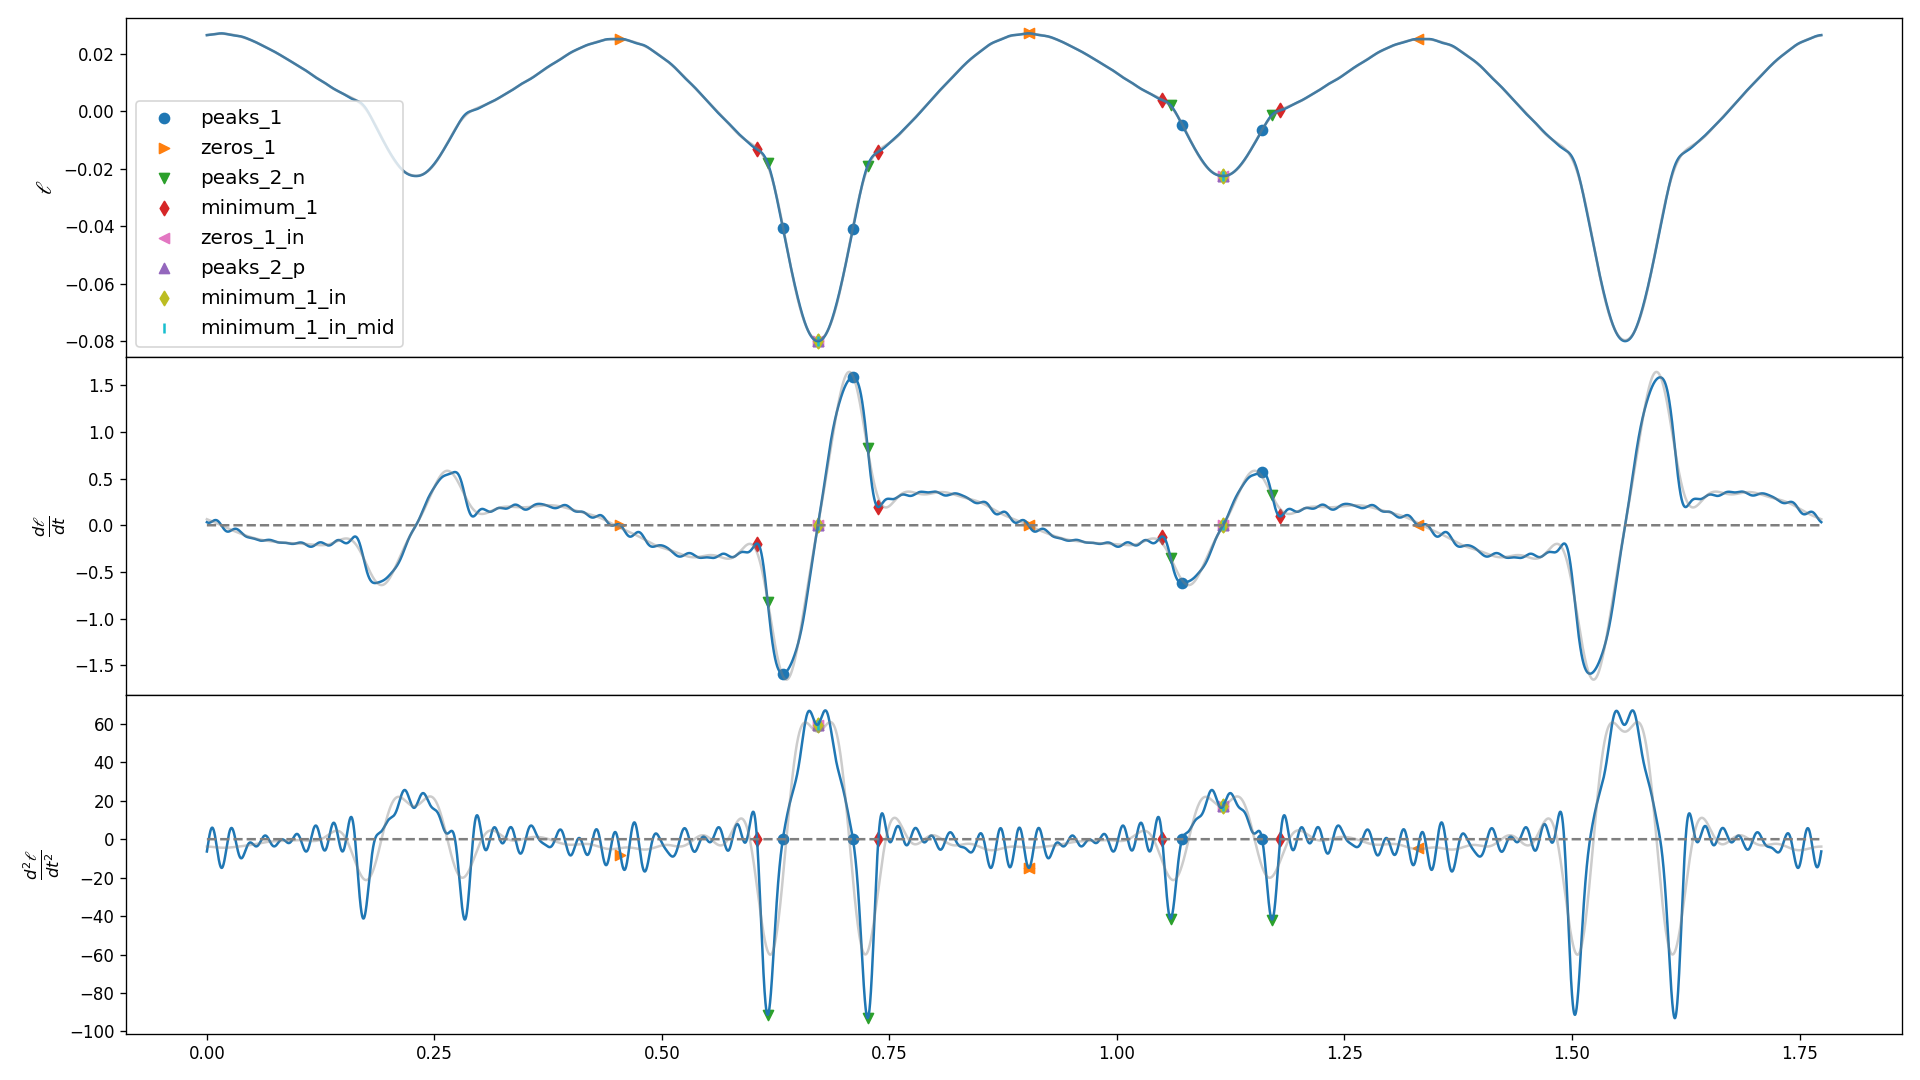 0.02
0.00
−0.02
−0.04
−0.06
−0.08
ℓ
peaks_1
zeros_1
peaks_2_n
minimum_1
zeros_1_in
peaks_2_p
minimum_1_in
minimum_1_in_mid
1.5
1.0
0.5
0.0
−0.5
−1.0
−1.5
dℓ/dt
60
40
20
0
−20
−40
−60
−80
−100
d²ℓ/dt²
0.00 0.25 0.50 0.75 1.00 1.25 1.50 1.75